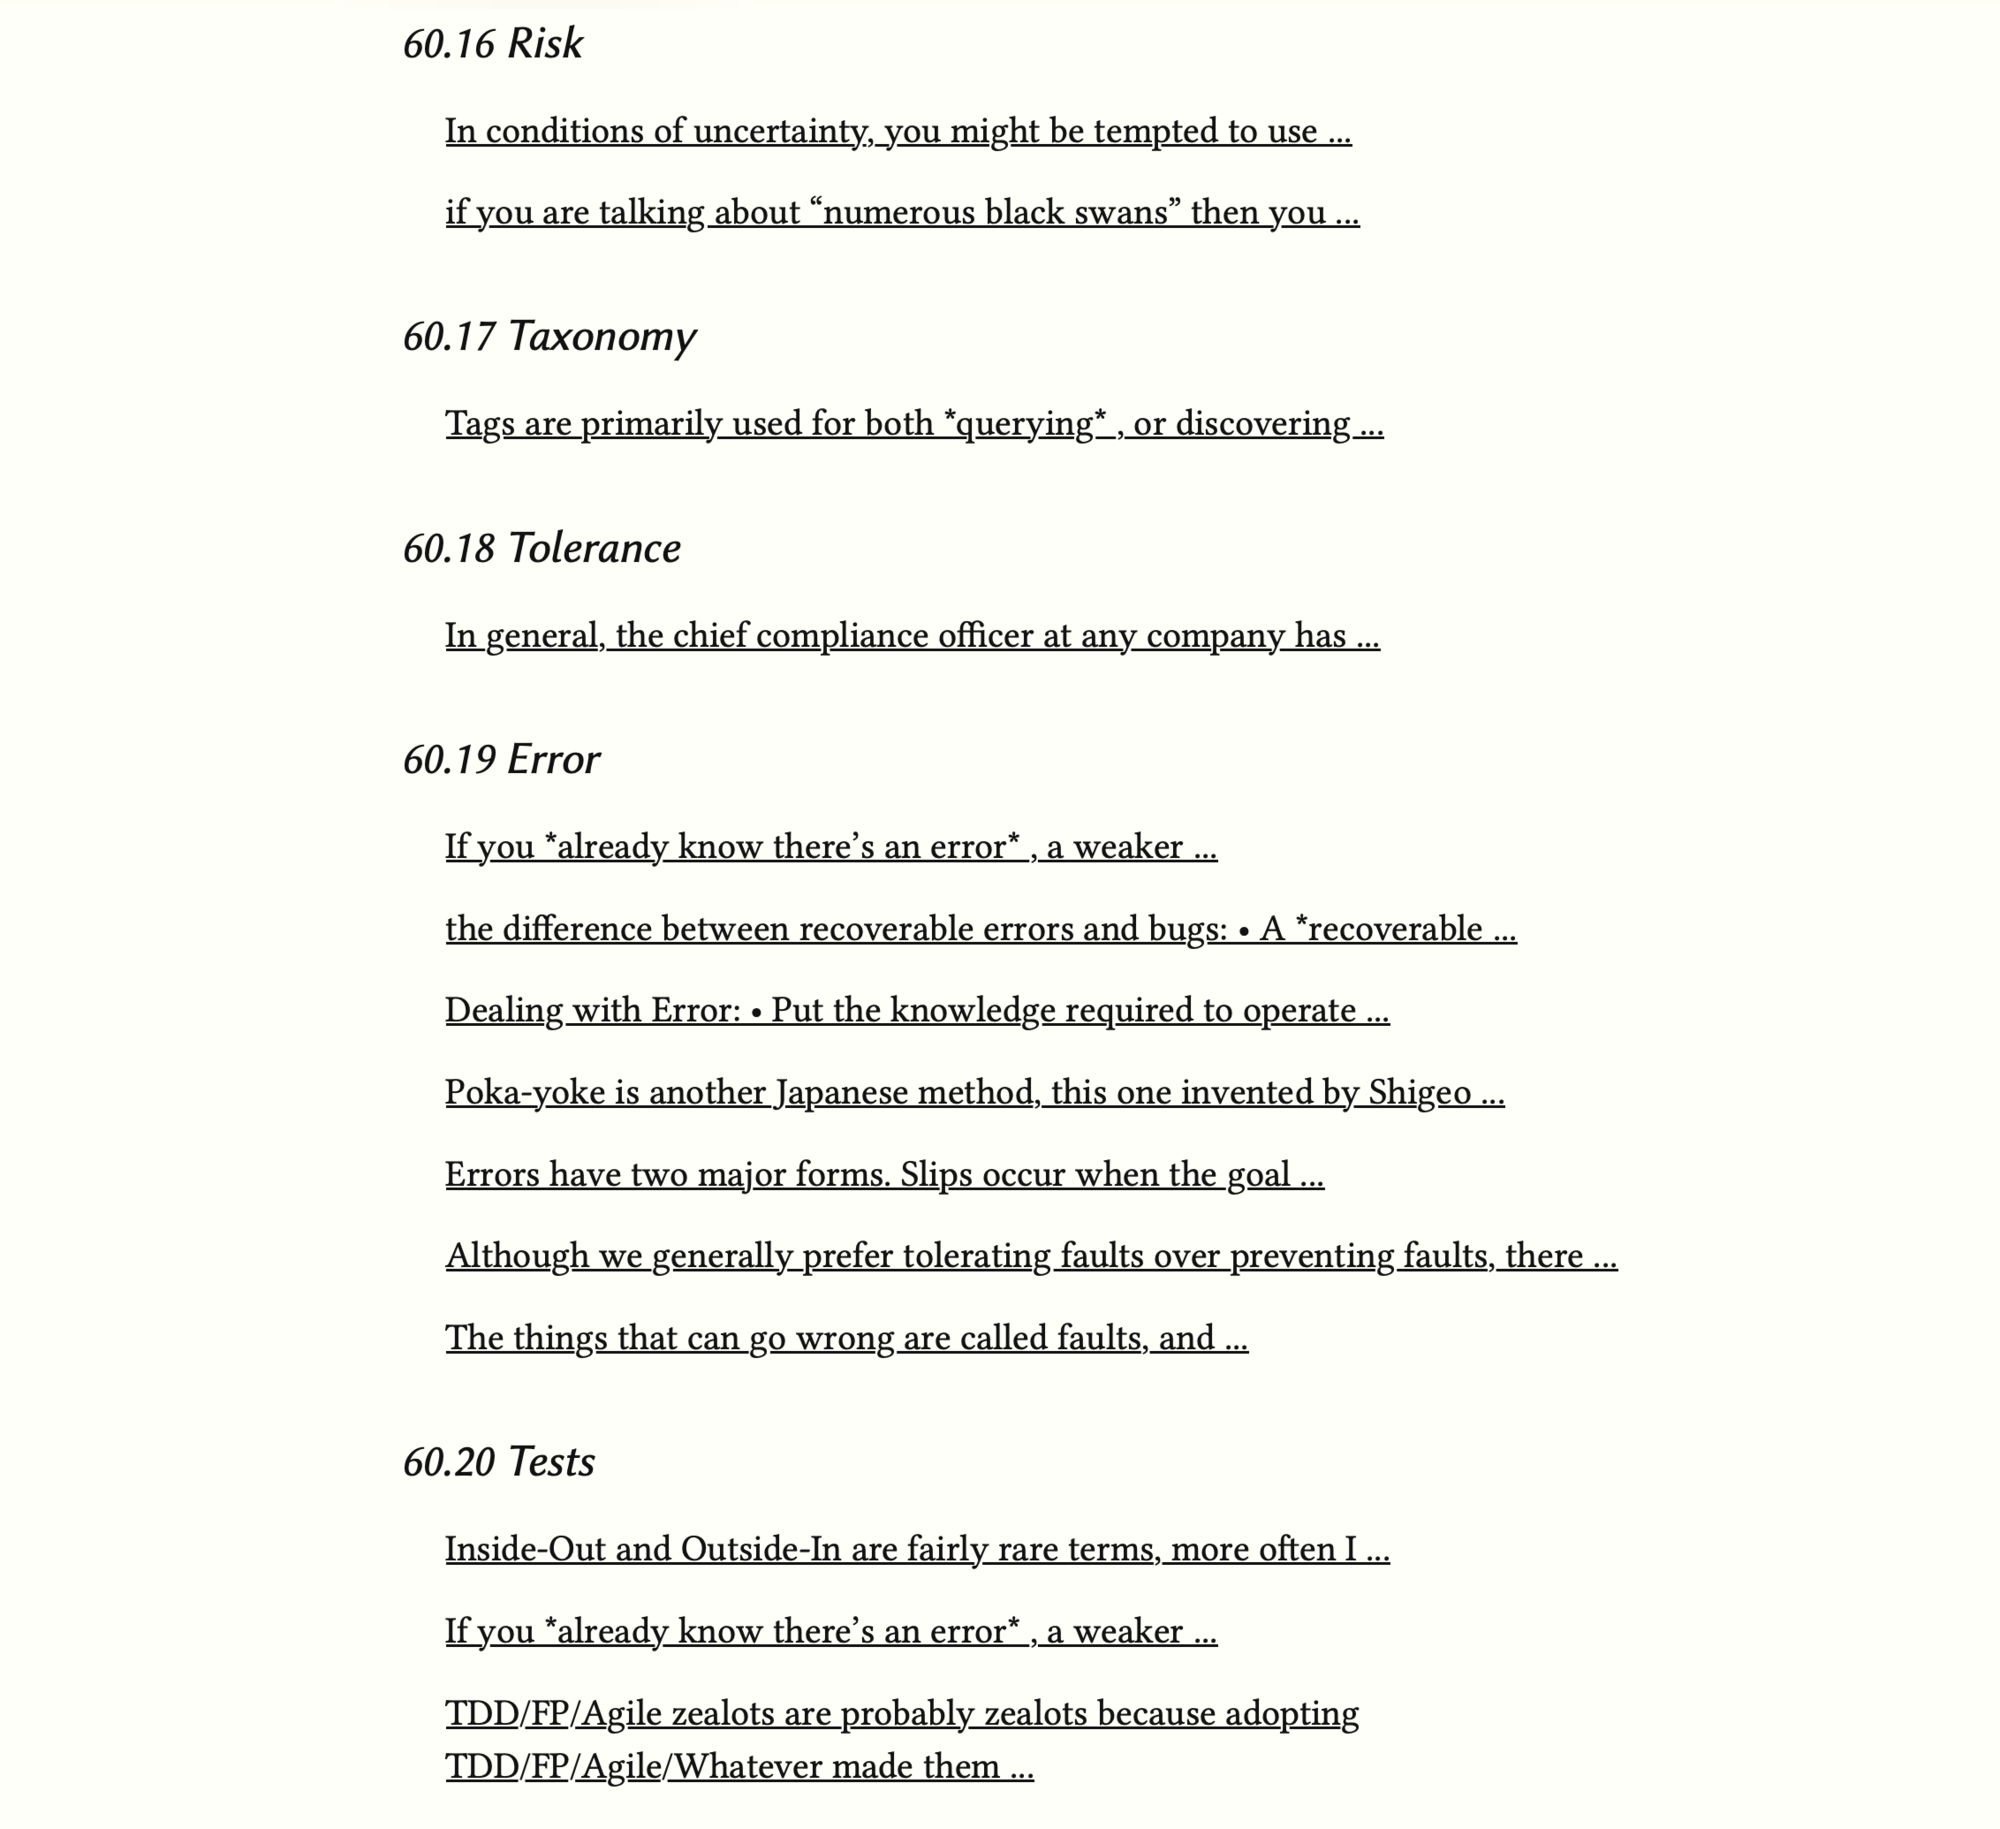 60.16 Risk
In conditions of uncertainty, you might be tempted to use ...
if you are talking about “numerous black swans” then you ...
60.17 Taxonomy
Tags are primarily used for both *querying* , or discovering ...
60.18 Tolerance
In general, the chief compliance officer at any company has ...
60.19 Error
If you *already know there’s an error* , a weaker ...
the difference between recoverable errors and bugs: • A *recoverable ...
Dealing with Error: • Put the knowledge required to operate ...
Poka-yoke is another Japanese method, this one invented by Shigeo ...
Errors have two major forms. Slips occur when the goal ...
Although we generally prefer tolerating faults over preventing faults, there ...
The things that can go wrong are called faults, and ...
60.20 Tests
Inside-Out and Outside-In are fairly rare terms, more often I ...
If you *already know there’s an error* , a weaker ...
TDD/FP/Agile zealots are probably zealots because adopting
TDD/FP/Agile/Whatever made them ...